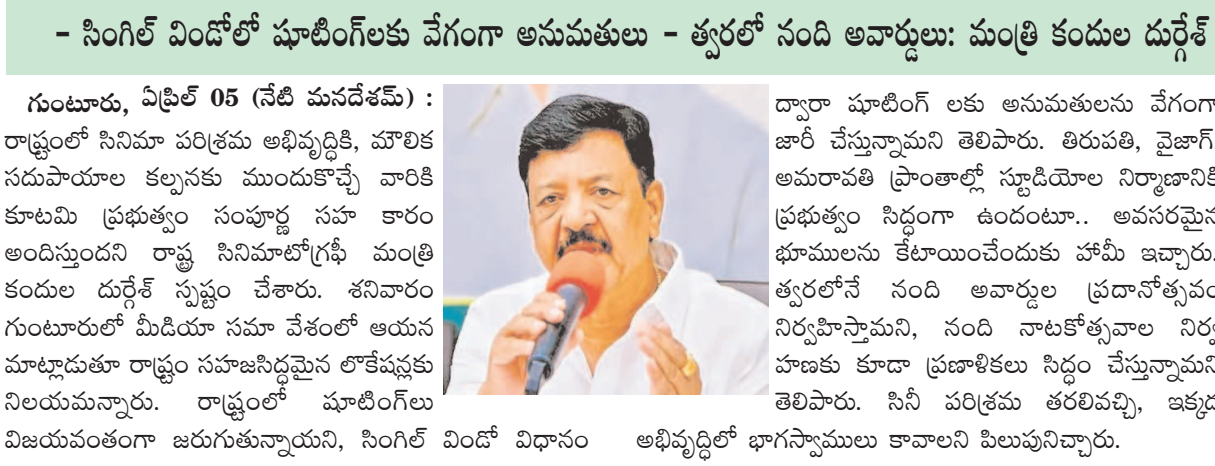 - సింగిల్ విండోలో షూటింగ్‌లకు వేగంగా అనుమతులు - త్వరలో నంది అవార్డులు: మంత్రి కందుల దుర్గేశ్
గుంటూరు, ఏప్రిల్ 05 (నేటి మనదేశమ్) :
రాష్ట్రంలో సినిమా పరిశ్రమ అభివృద్ధికి, మౌలిక
సదుపాయాల కల్పనకు ముందుకొచ్చే వారికి
కూటమి ప్రభుత్వం సంపూర్ణ సహ కారం
అందిస్తుందని రాష్ట్ర సినిమాటోగ్రఫీ మంత్రి
కందుల దుర్గేశ్ స్పష్టం చేశారు. శనివారం
గుంటూరులో మీడియా సమా వేశంలో ఆయన
మాట్లాడుతూ రాష్ట్రం సహజసిద్ధమైన లొకేషన్లకు
నిలయమన్నారు. రాష్ట్రంలో షూటింగ్‌లు
విజయవంతంగా జరుగుతున్నాయని, సింగిల్ విండో విధానం
ద్వారా షూటింగ్ లకు అనుమతులను వేగంగా
జారీ చేస్తున్నామని తెలిపారు. తిరుపతి, వైజాగ్,
అమరావతి ప్రాంతాల్లో స్టూడియోల నిర్మాణానికి
ప్రభుత్వం సిద్ధంగా ఉందంటూ.. అవసరమైన
భూములను కేటాయించేందుకు హామీ ఇచ్చారు.
త్వరలోనే నంది అవార్డుల ప్రదానోత్సవం
నిర్వహిస్తామని, నంది నాటకోత్సవాల నిర్వ
హణకు కూడా ప్రణాళికలు సిద్ధం చేస్తున్నామని
తెలిపారు. సినీ పరిశ్రమ తరలివచ్చి, ఇక్కడ
అభివృద్ధిలో భాగస్వాములు కావాలని పిలుపునిచ్చారు.